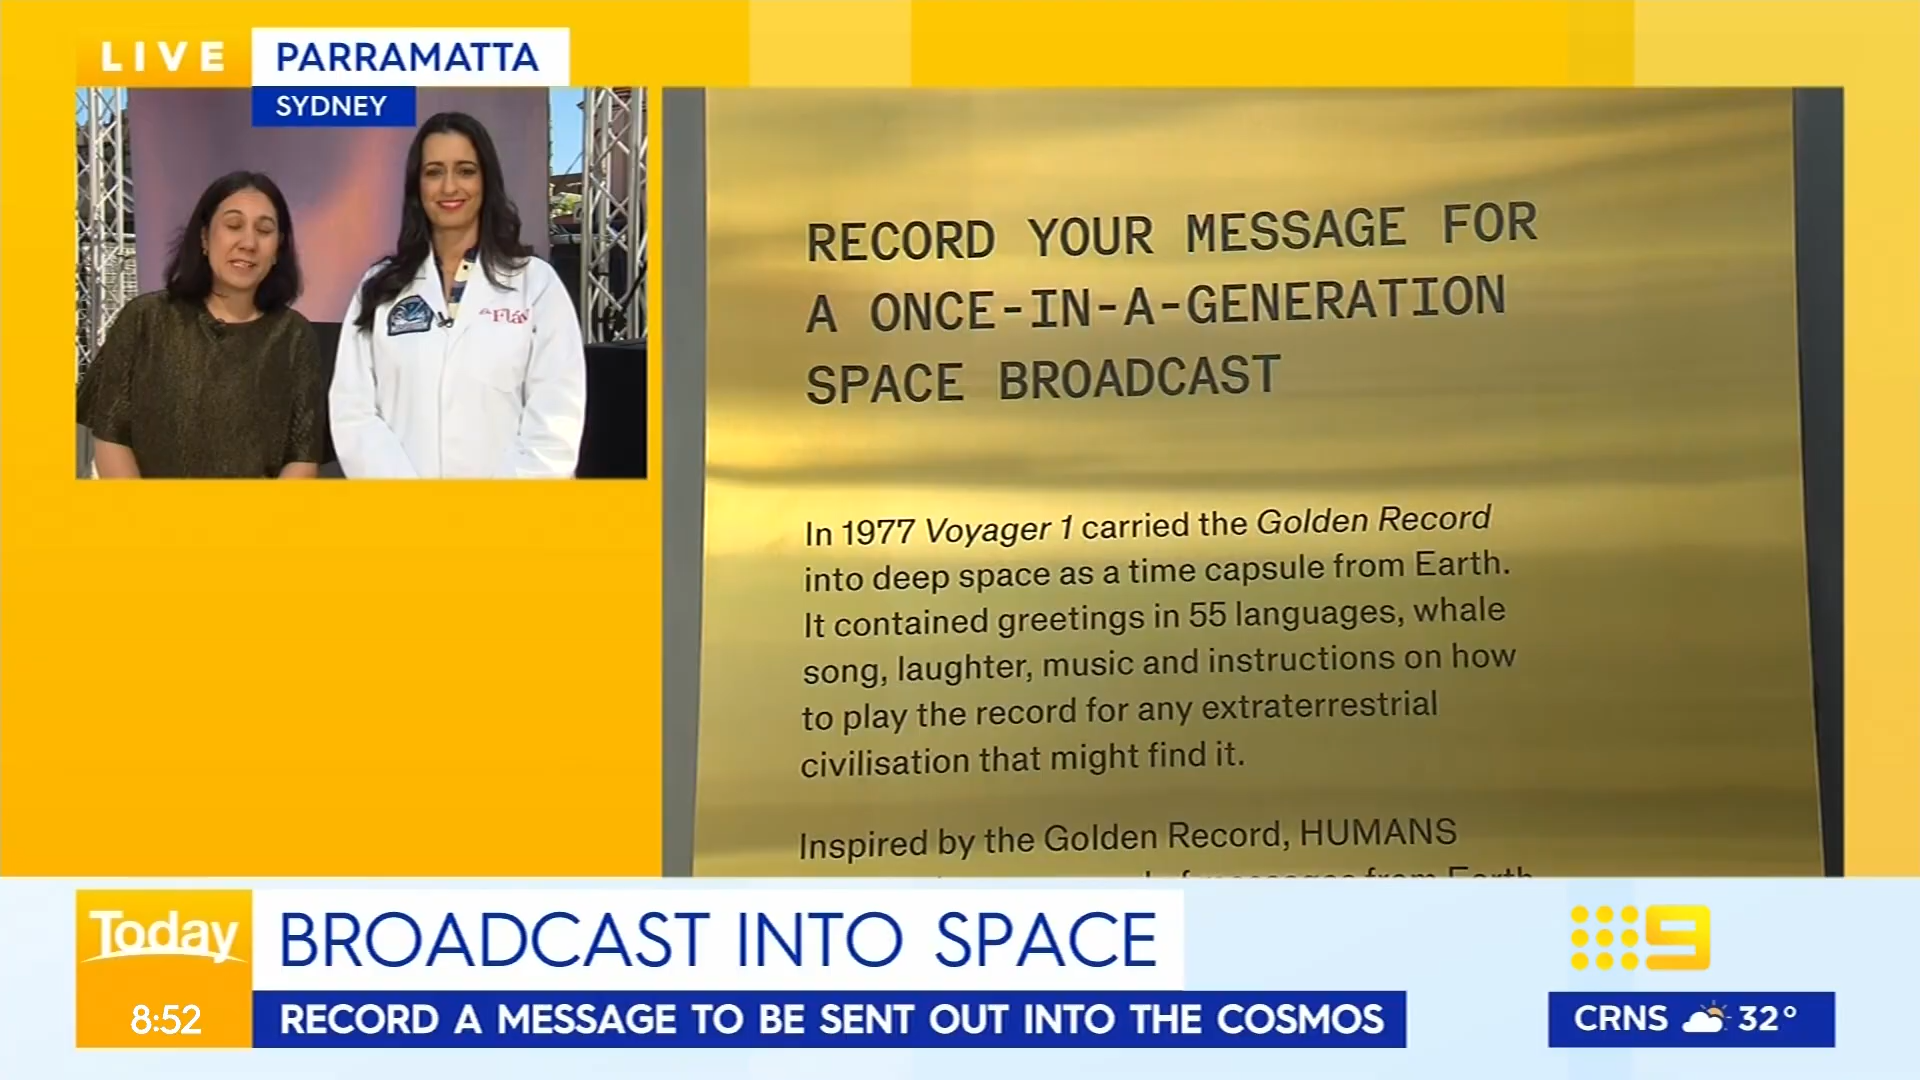 LIVE
PARRAMATTA
SYDNEY
RECORD YOUR MESSAGE FOR
A ONCE-IN-A-GENERATION
SPACE BROADCAST
In 1977 Voyager 1 carried the Golden Record
into deep space as a time capsule from Earth.
It contained greetings in 55 languages, whale
song, laughter, music and instructions on how
to play the record for any extraterrestrial
civilisation that might find it.
Inspired by the Golden Record, HUMANS
messages from Earth
Today
8:52
BROADCAST INTO SPACE
RECORD A MESSAGE TO BE SENT OUT INTO THE COSMOS
9
CRNS 32°